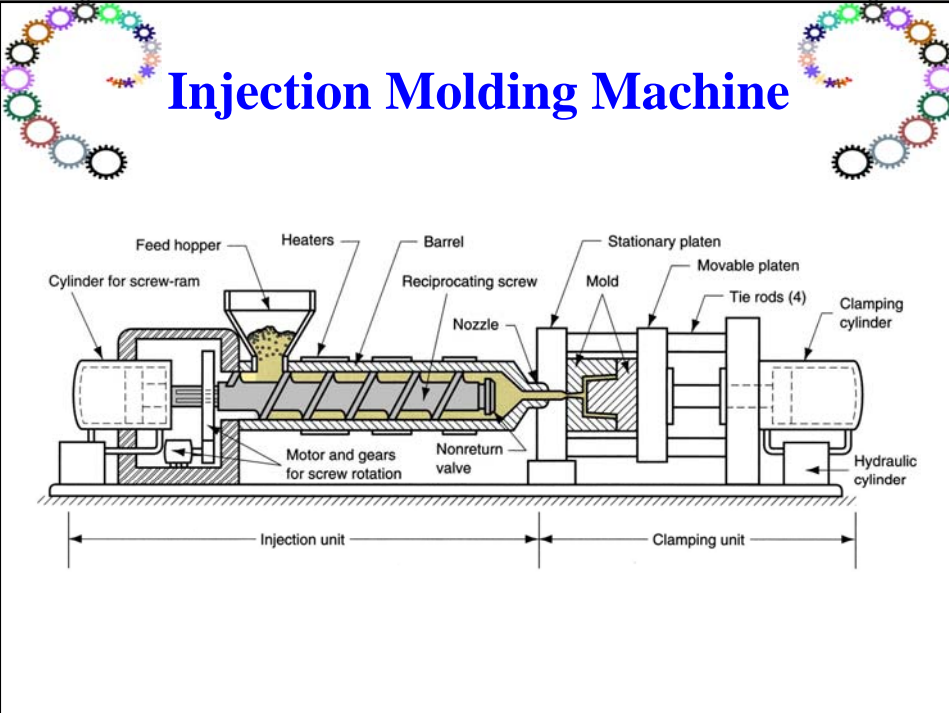 Injection Molding Machine
Feed hopper
Heaters
Barrel
Stationary platen
Movable platen
Cylinder for screw-ram
Reciprocating screw
Mold
Tie rods (4)
Clamping
cylinder
Nozzle
Motor and gears
for screw rotation
Nonreturn
valve
Hydraulic
cylinder
Injection unit
Clamping unit